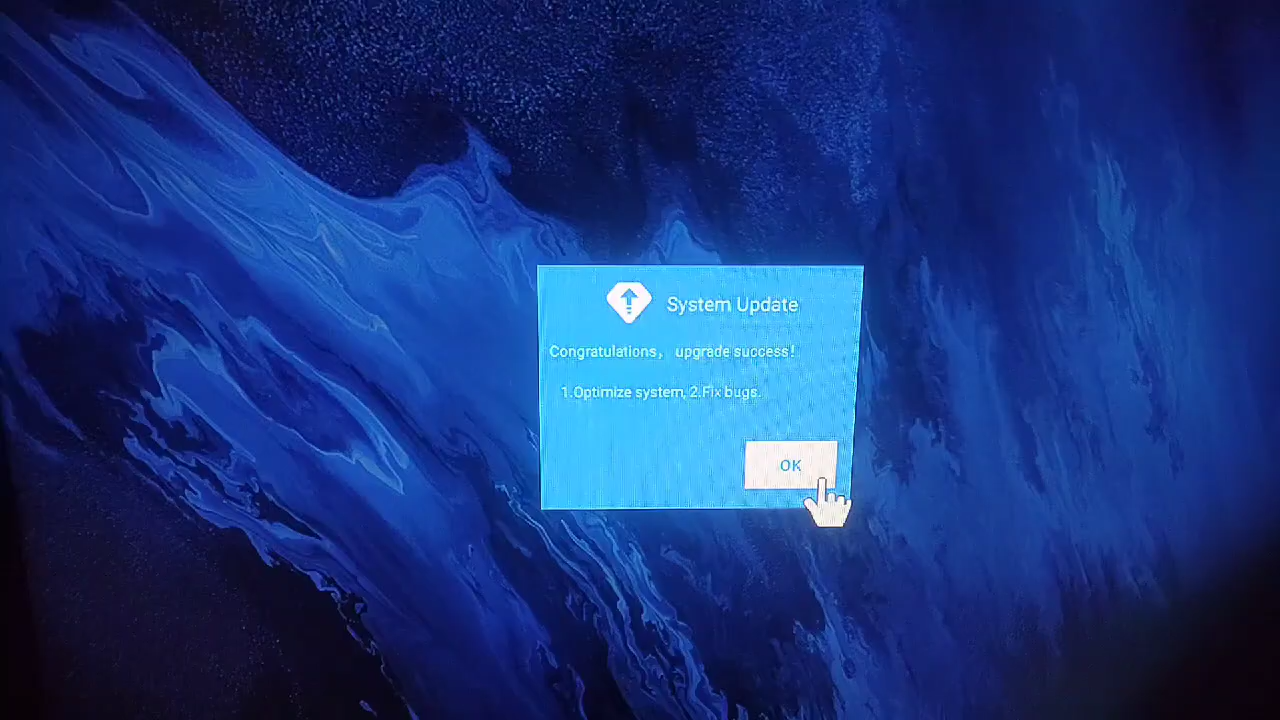 System Update
Congratulations， upgrade success!
1.Optimize system, 2.Fix bugs.
OK